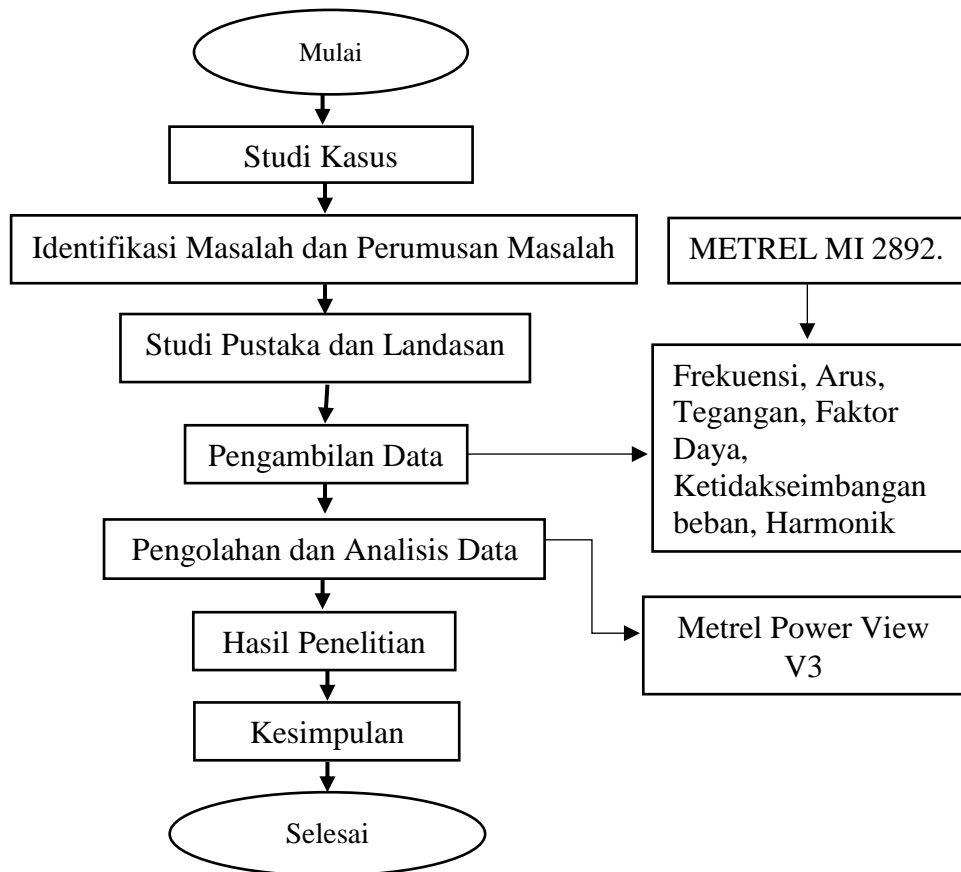 Mulai
Studi Kasus
Identifikasi Masalah dan Perumusan Masalah
METREL MI 2892.
Studi Pustaka dan Landasan
Frekuensi, Arus,
Tegangan, Faktor
Daya,
Ketidakseimbangan
beban, Harmonik
Pengambilan Data
Pengolahan dan Analisis Data
Hasil Penelitian
Metrel Power View
V3
Kesimpulan
Selesai